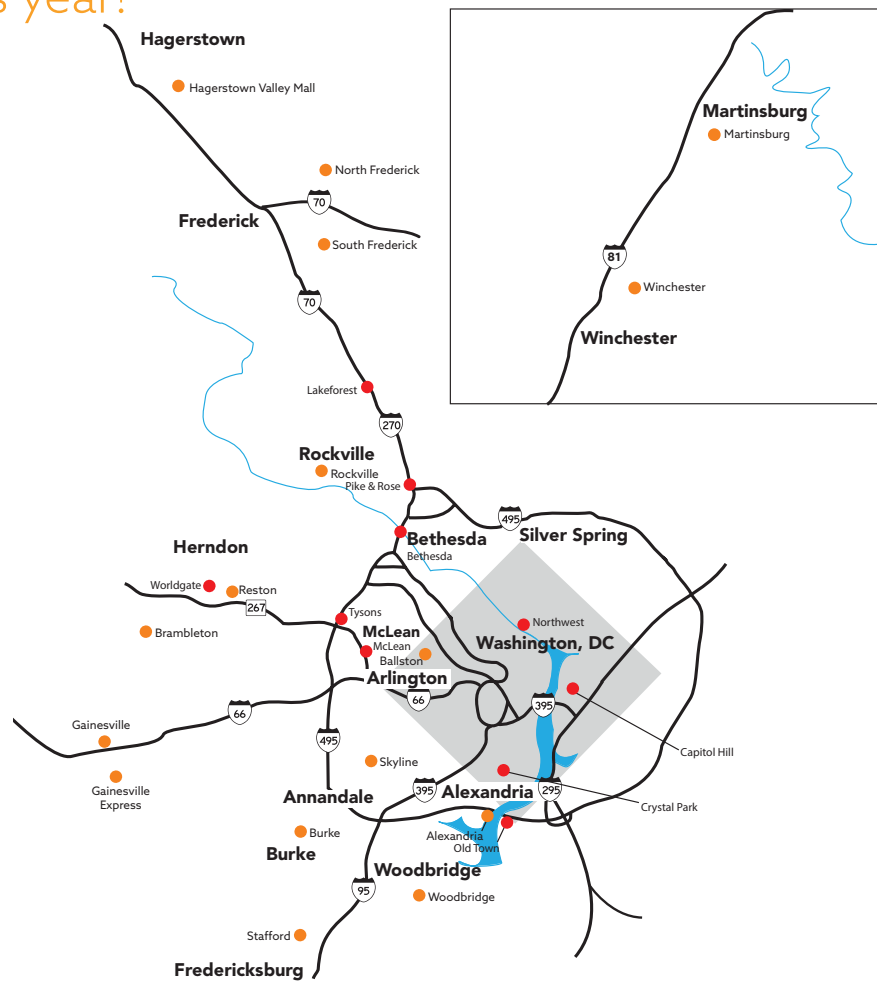 s year!
Hagerstown
Hagerstown Valley Mall
North Frederick
70
Frederick
South Frederick
70
Lakeforest
270
Rockville
Rockville
Pike & Rose
495
Silver Spring
Bethesda
Bethesda
Herndon
Worldgate
Reston
267
Tysons
Northwest
Brambleton
McLean
McLean
Washington, DC
Ballston
Arlington
66
395
66
Gainesville
495
Capitol Hill
Skyline
Gainesville
Express
Annandale
395
Alexandria
295
Crystal Park
Burke
Alexandria
Old Town
Burke
Woodbridge
95
Woodbridge
Stafford
Fredericksburg
Martinsburg
Martinsburg
81
Winchester
Winchester